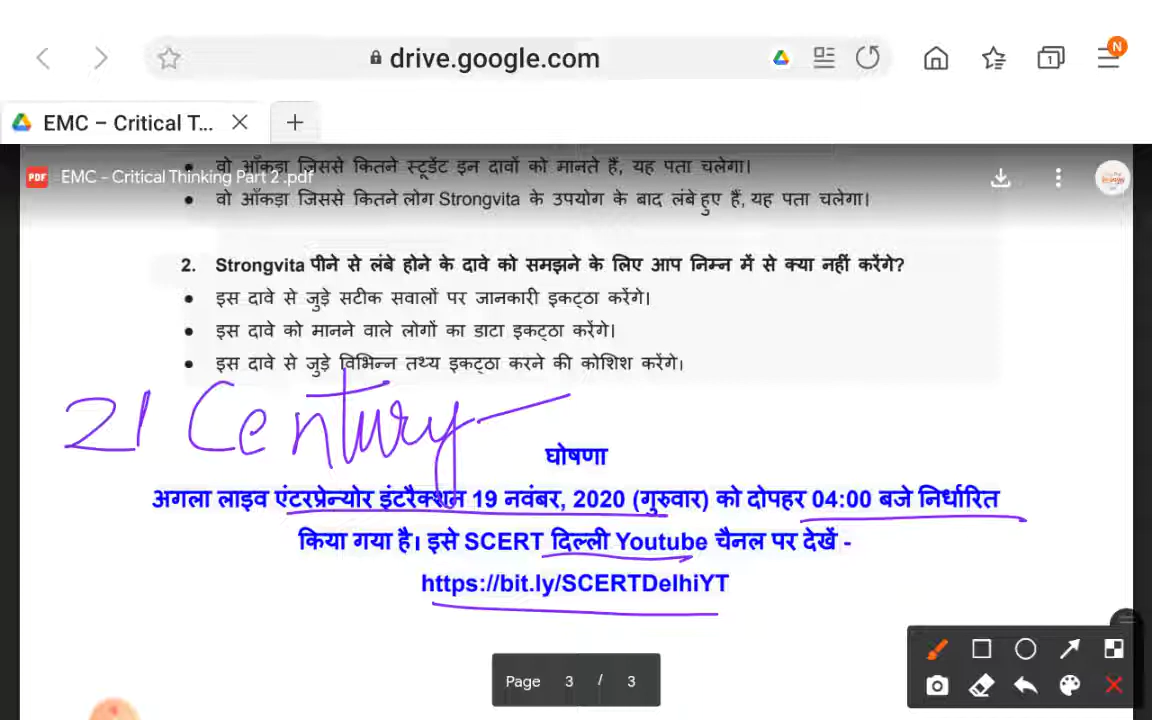 drive.google.com
1
N
EMC – Critical T...
वो आँकड़ा जिससे कितने स्टूडेंट इन दावों को मानते हैं, यह पता चलेगा।
PDF EMC - Critical Thinking Part 2 .pdf
वो आँकड़ा जिससे कितने लोग Strongvita के उपयोग के बाद लंबे हुए हैं, यह पता चलेगा।
2. Strongvita पीने से लंबे होने के दावे को समझने के लिए आप निम्न में से क्या नहीं करेंगे?
इस दावे से जुड़े सटीक सवालों पर जानकारी इकट्ठा करेंगे।
इस दावे को मानने वाले लोगों का डाटा इकट्ठा करेंगे।
इस दावे से जुड़े विभिन्न तथ्य इकट्ठा करने की कोशिश करेंगे।
21 Century
घोषणा
अगला लाइव एंटरप्रेन्योर इंटरैक्शन 19 नवंबर, 2020 (गुरुवार) को दोपहर 04:00 बजे निर्धारित
किया गया है। इसे SCERT दिल्ली Youtube चैनल पर देखें -
https://bit.ly/SCERTDelhiYT
Page 3 / 3